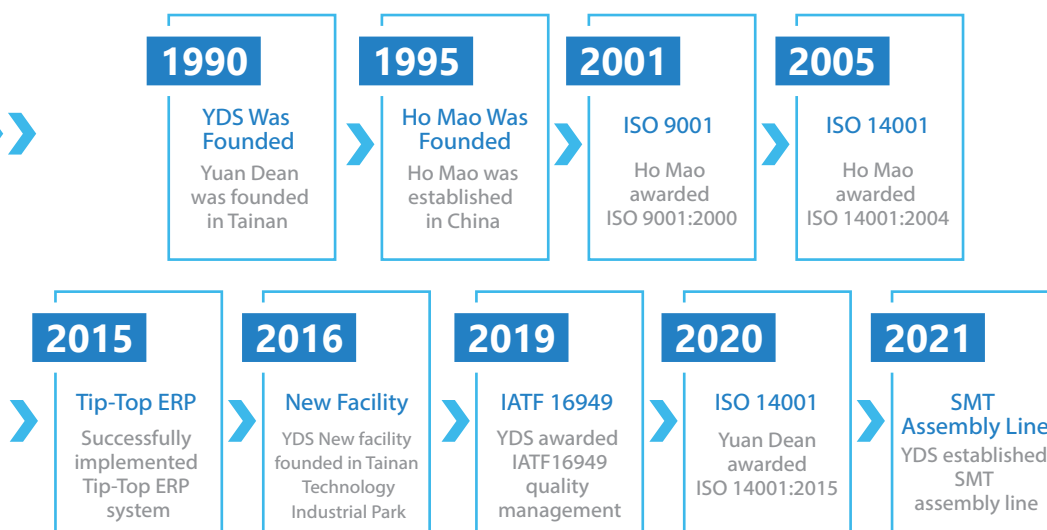 1990
YDS Was
Founded
Yuan Dean
was founded
in Tainan
1995
Ho Mao Was
Founded
Ho Mao was
established
in China
2001
ISO 9001
Ho Mao
awarded
ISO 9001:2000
2005
ISO 14001
Ho Mao
awarded
ISO 14001:2004
2015
Tip-Top ERP
Successfully
implemented
Tip-Top ERP
system
2016
New Facility
YDS New facility
founded in Tainan
Technology
Industrial Park
2019
IATF 16949
YDS awarded
IATF16949
quality
management
2020
ISO 14001
Yuan Dean
awarded
ISO 14001:2015
2021
SMT
Assembly Line
YDS established
SMT
assembly line